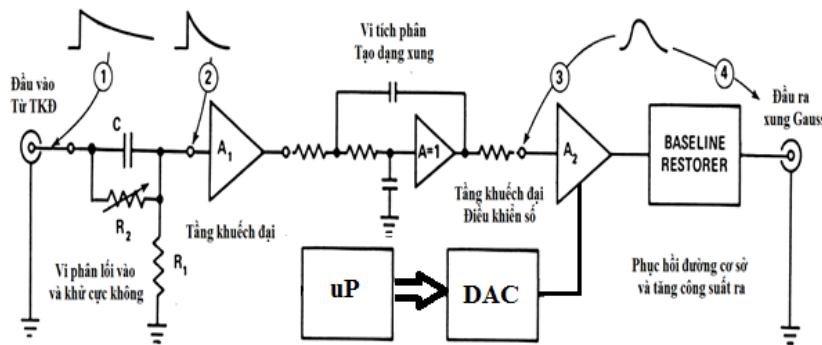 Vi tích phân
Tạo dạng xung
1
2
3
4
Đầu vào
Từ TKĐ
Đầu ra
xung Gauss
C
A₁
A=1
A₂
BASELINE
RESTORER
R₂
R₁
Tầng khuếch đại
Tầng khuếch đại
Điều khiển số
Vi phân lối vào
và khử cực không
uP
DAC
Phục hồi đường cơ sở
và tăng công suất ra